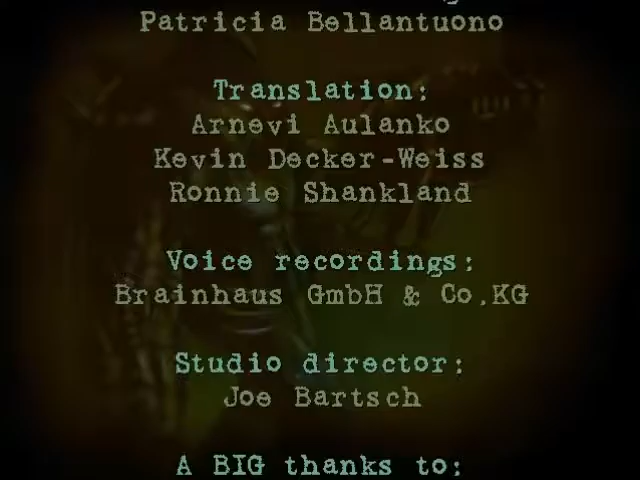 Patricia Bellantuono
Translation:
Arnevi Aulanko
Kevin Decker-Weiss
Ronnie Shankland
Voice recordings:
Brainhaus GmbH & Co.KG
Studio director:
Joe Bartsch
A BIG thanks to: